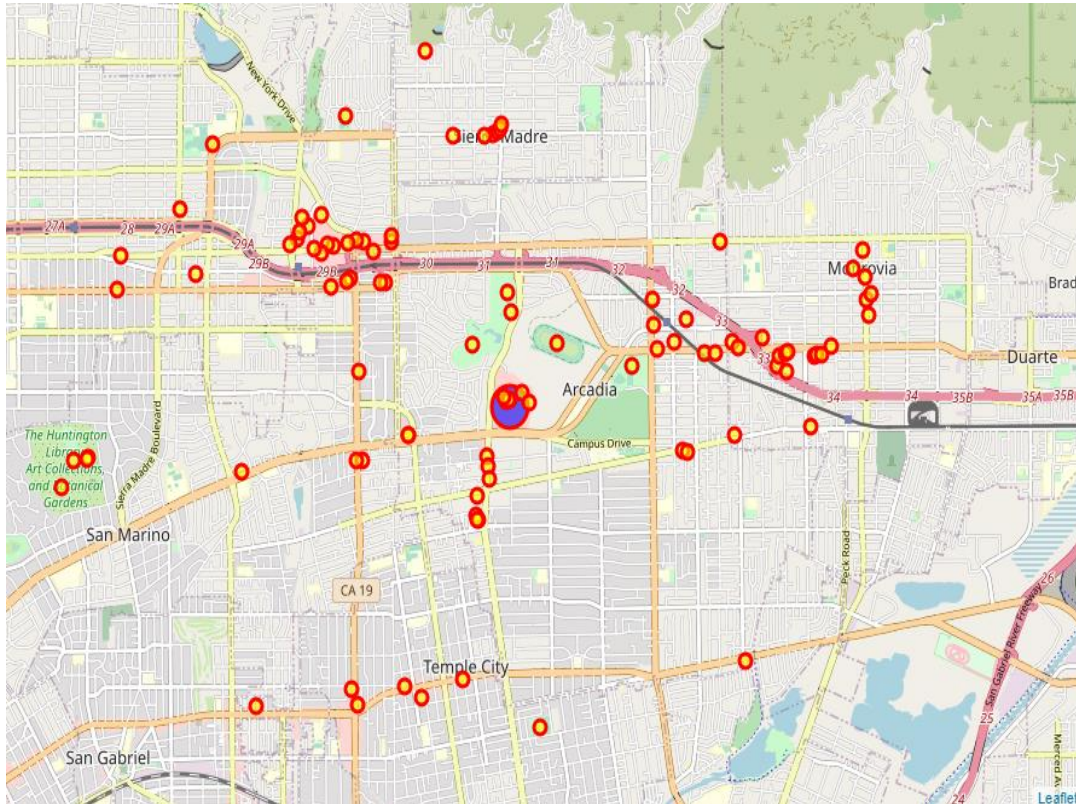 New York Drive
Sierra Madre
27A
28
29A
29A
29B
29B
30
31
31
32
32
33
33
34
34
35B
35A
35B
Monrovia
Duarte
Arcadia
Campus Drive
The Huntington
Library,
Art Collections,
and Botanical
Gardens
Sierra Madre Boulevard
San Marino
CA 19
Peck Road
Temple City
San Gabriel
San Gabriel River Freeway
26
25
24
Leaflet